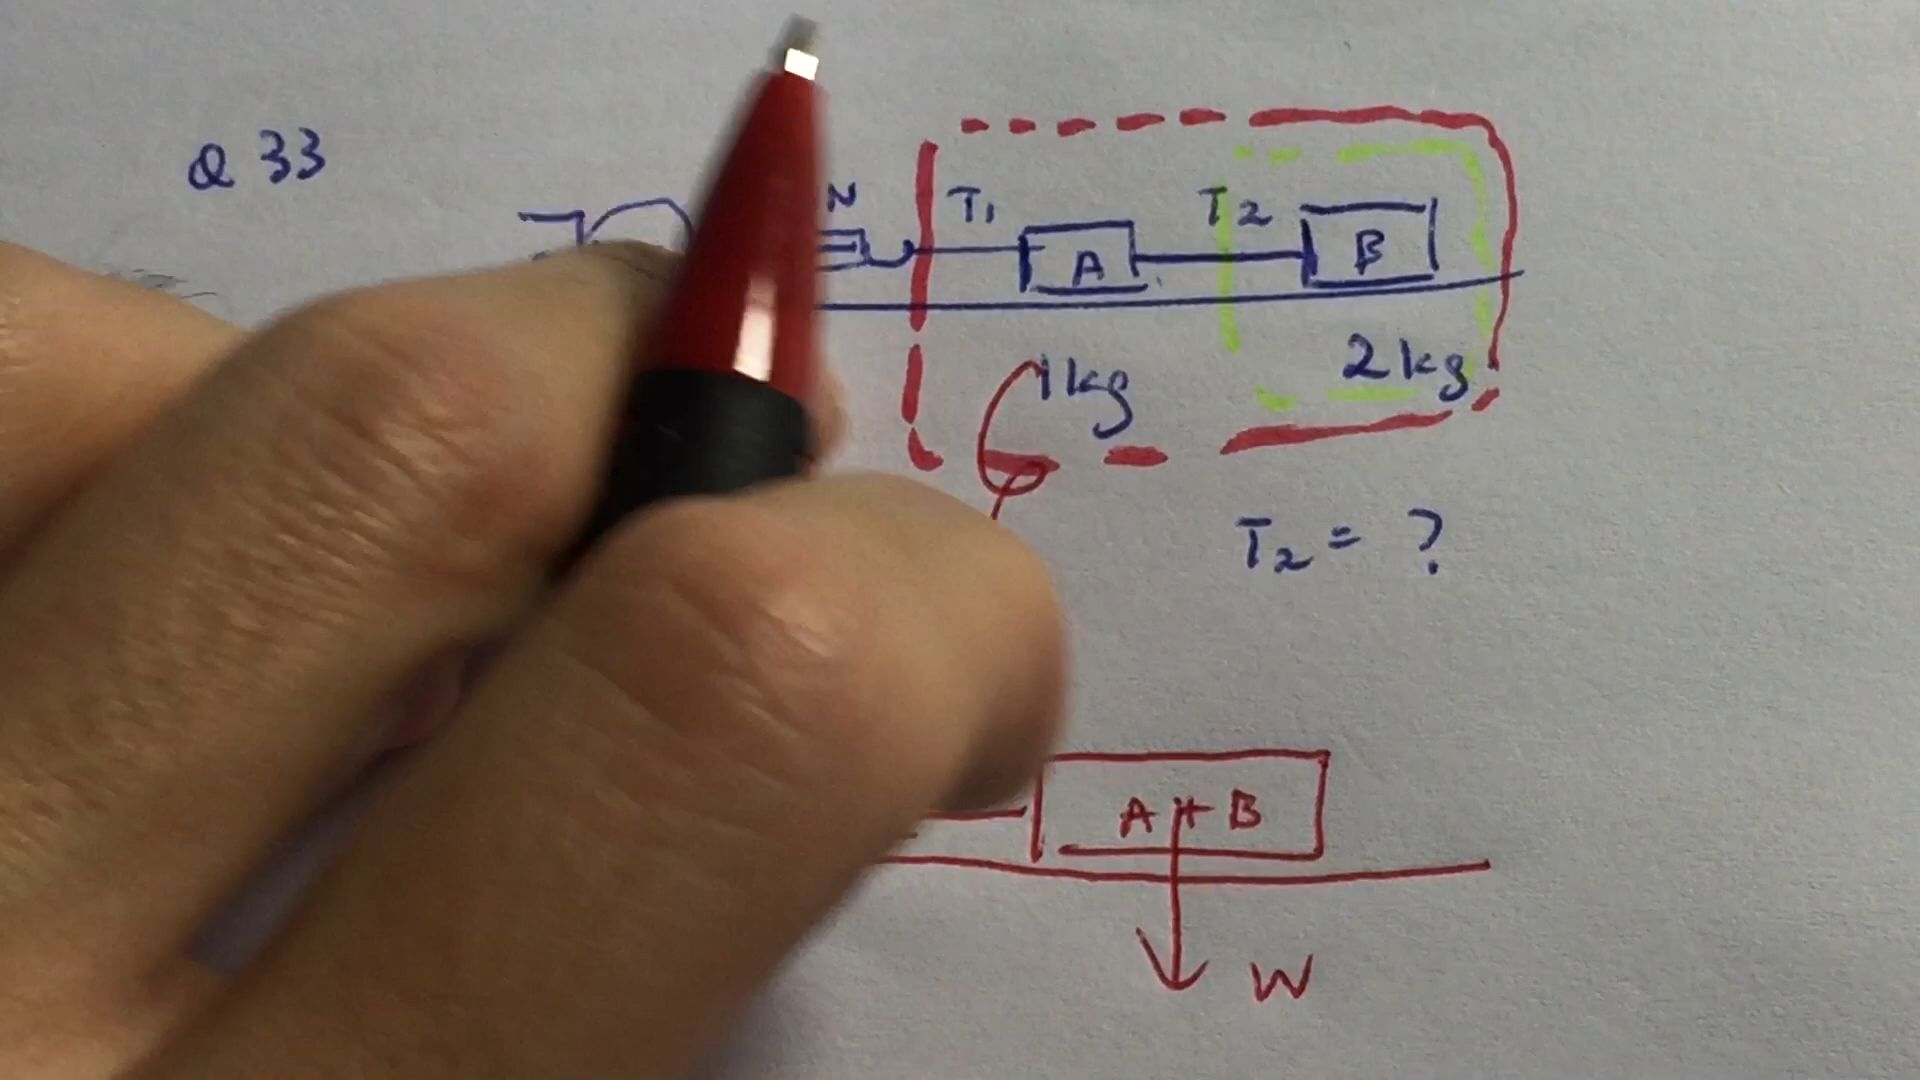 Q 33
N T₁ T₂
A B
1kg 2kg
T₂ = ?
A + B
W